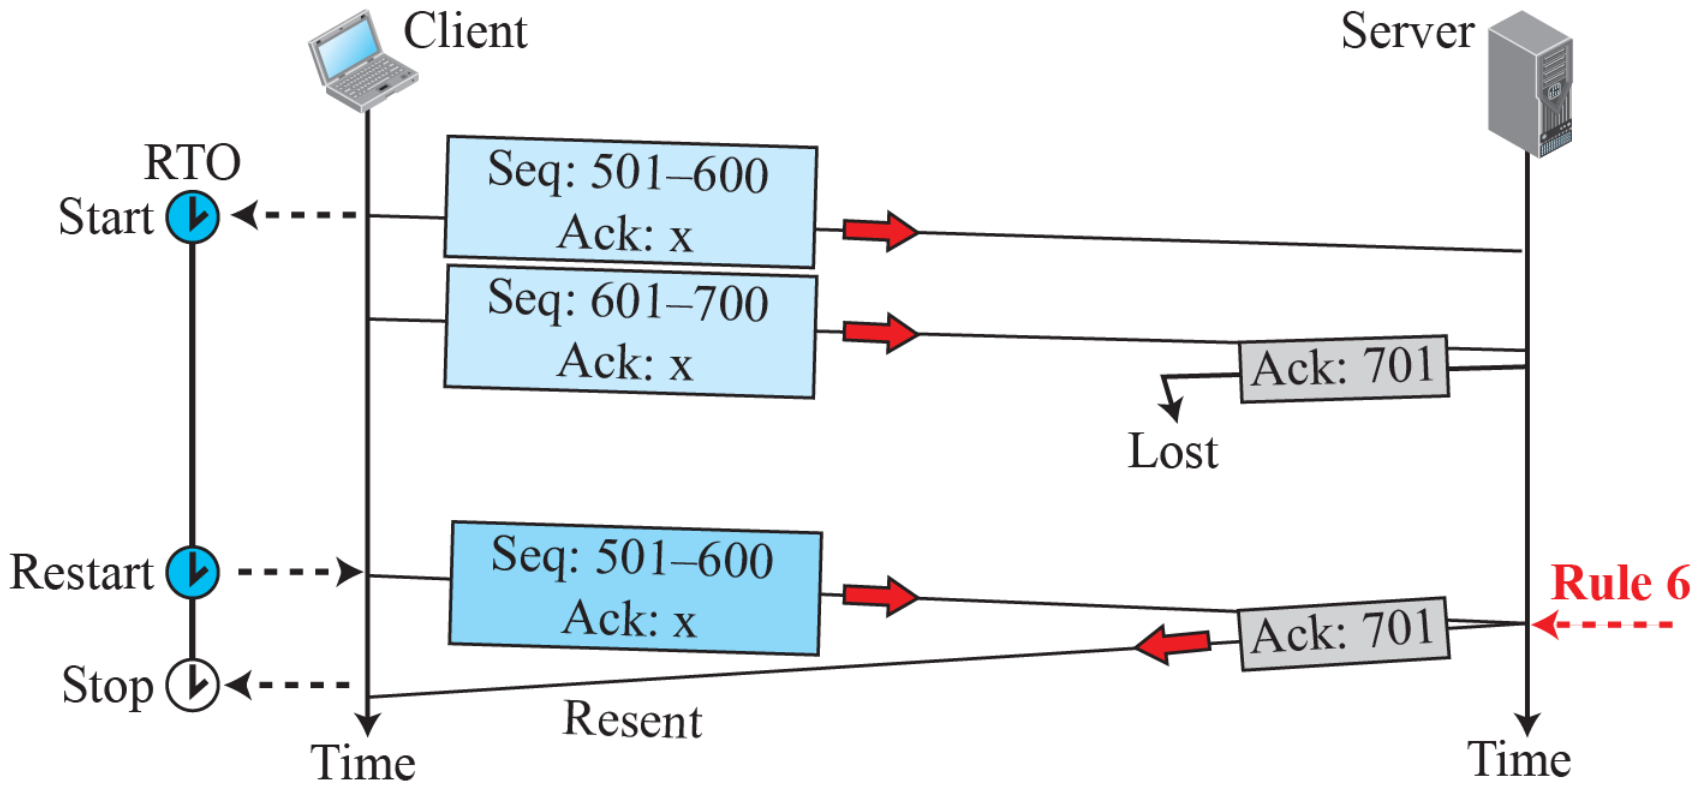 Client
Server
RTO
Start
Seq: 501–600
Ack: x
Seq: 601–700
Ack: x
Ack: 701
Lost
Restart
Seq: 501–600
Ack: x
Rule 6
Ack: 701
Stop
Resent
Time
Time